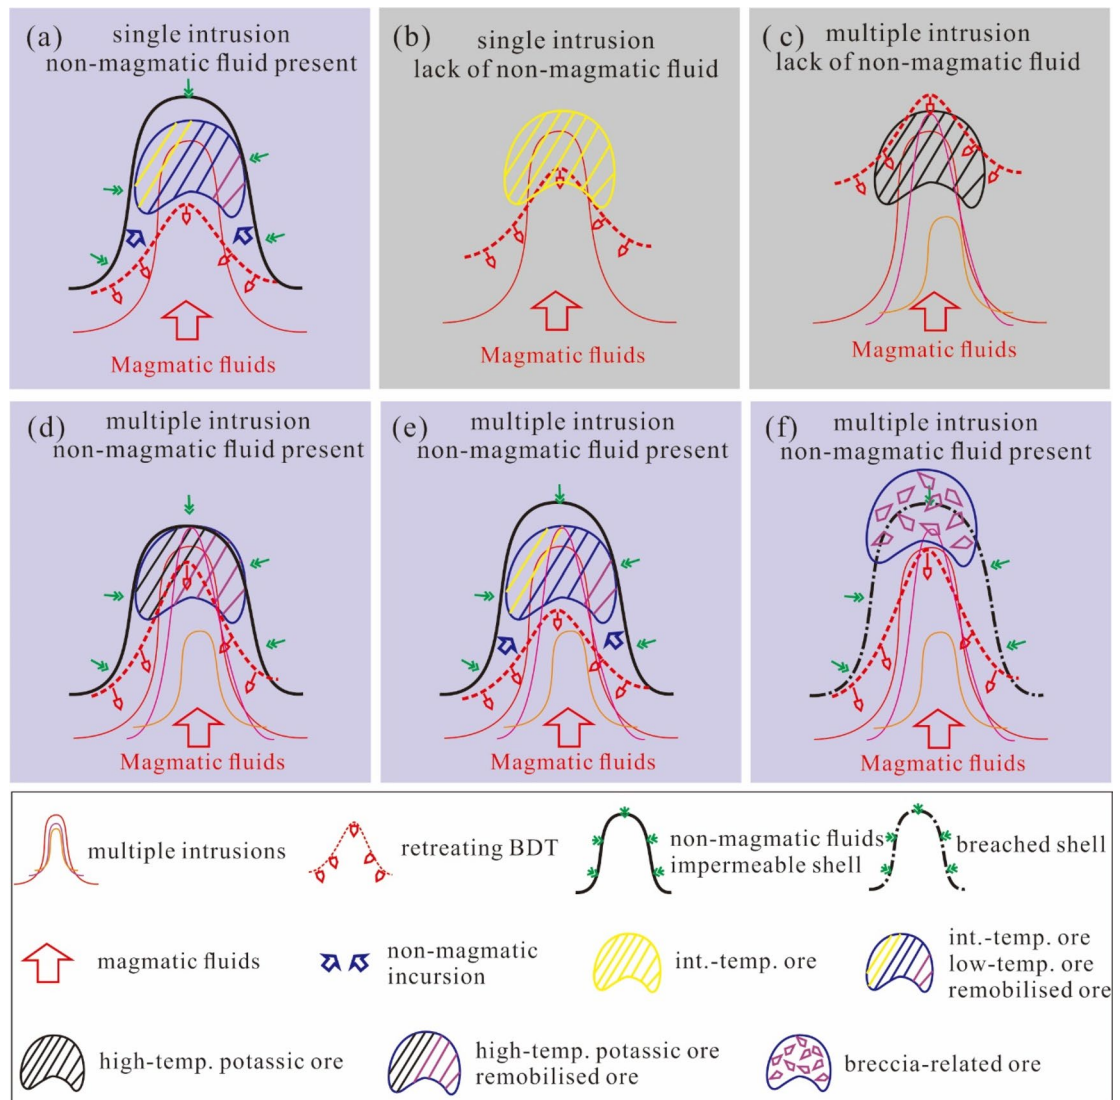 (a) single intrusion
non-magmatic fluid present
Magmatic fluids
(b) single intrusion
lack of non-magmatic fluid
Magmatic fluids
(c) multiple intrusion
lack of non-magmatic fluid
Magmatic fluids
(d) multiple intrusion
non-magmatic fluid present
Magmatic fluids
(e) multiple intrusion
non-magmatic fluid present
Magmatic fluids
(f) multiple intrusion
non-magmatic fluid present
Magmatic fluids
multiple intrusions
retreating BDT
non-magmatic fluids
impermeable shell
breached shell
magmatic fluids
non-magmatic
incursion
int.-temp. ore
int.-temp. ore
low-temp. ore
remobilised ore
high-temp. potassic ore
high-temp. potassic ore
remobilised ore
breccia-related ore